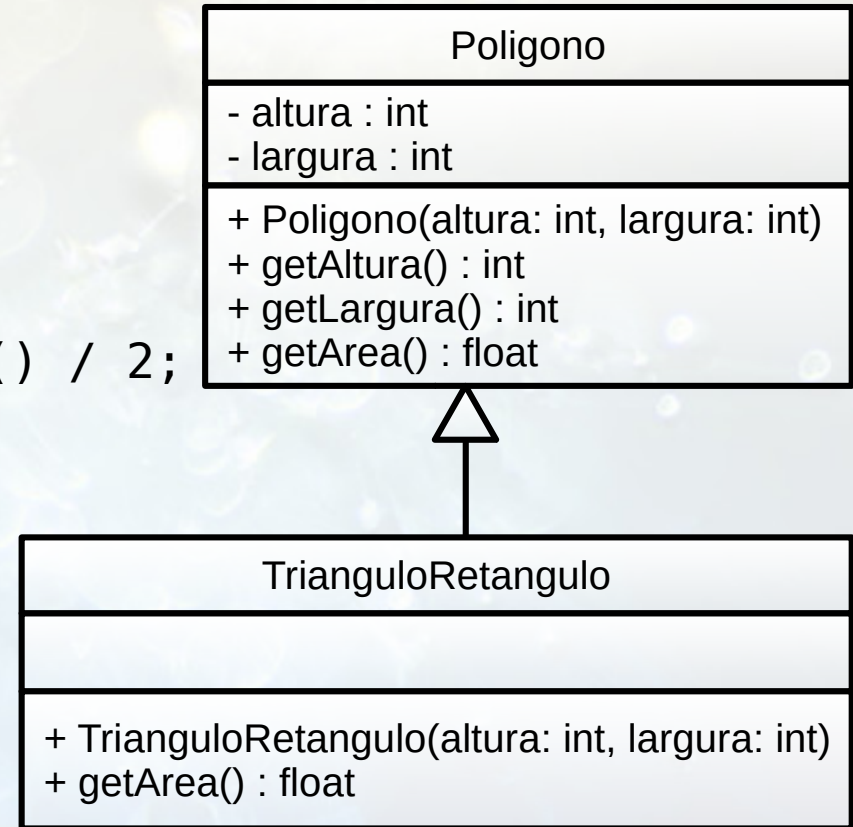 Poligono
- altura : int
- largura : int
+ Poligono(altura: int, largura: int)
+ getAltura() : int
+ getLargura() : int
+ getArea() : float
() / 2;
TrianguloRetangulo
+ TrianguloRetangulo(altura: int, largura: int)
+ getArea() : float